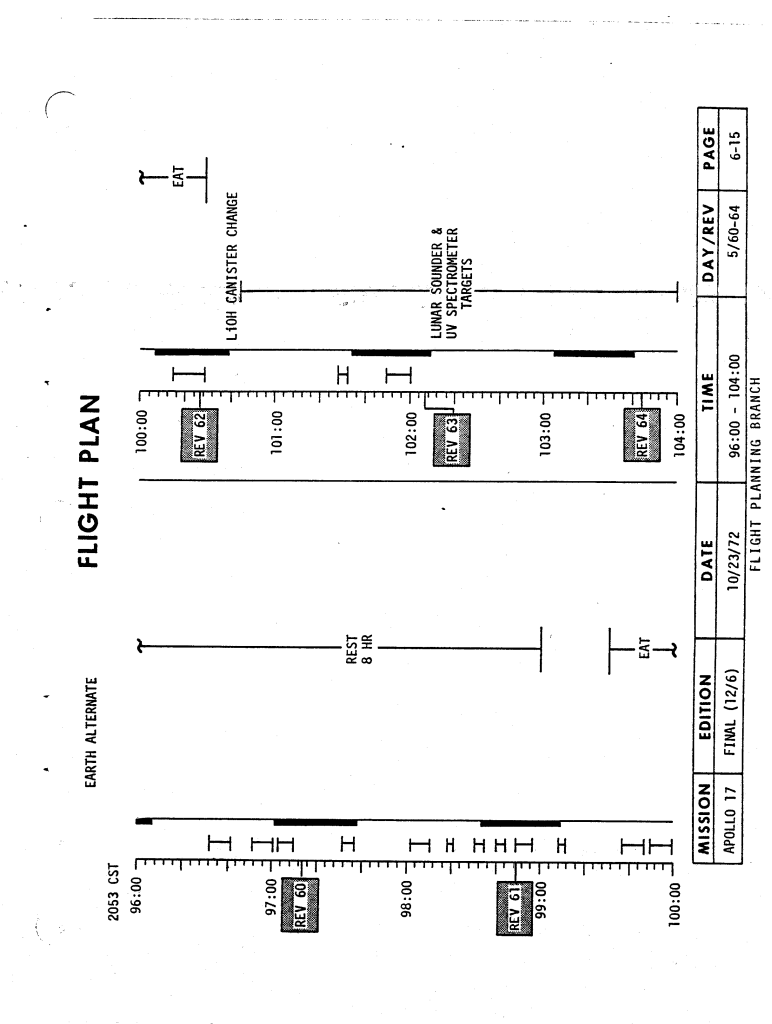 FLIGHT PLAN
EARTH ALTERNATE
2053 CST
96:00
REV 60
97:00
98:00
REV 61
99:00
100:00
REST
8 HR
EAT
100:00
REV 62
101:00
102:00
REV 63
103:00
REV 64
104:00
EAT
LiOH CANISTER CHANGE
LUNAR SOUNDER &
UV SPECTROMETER
TARGETS
MISSION EDITION DATE TIME DAY/REV PAGE
APOLLO 17 FINAL (12/6) 10/23/72 96:00 - 104:00 5/60-64 6-15
FLIGHT PLANNING BRANCH